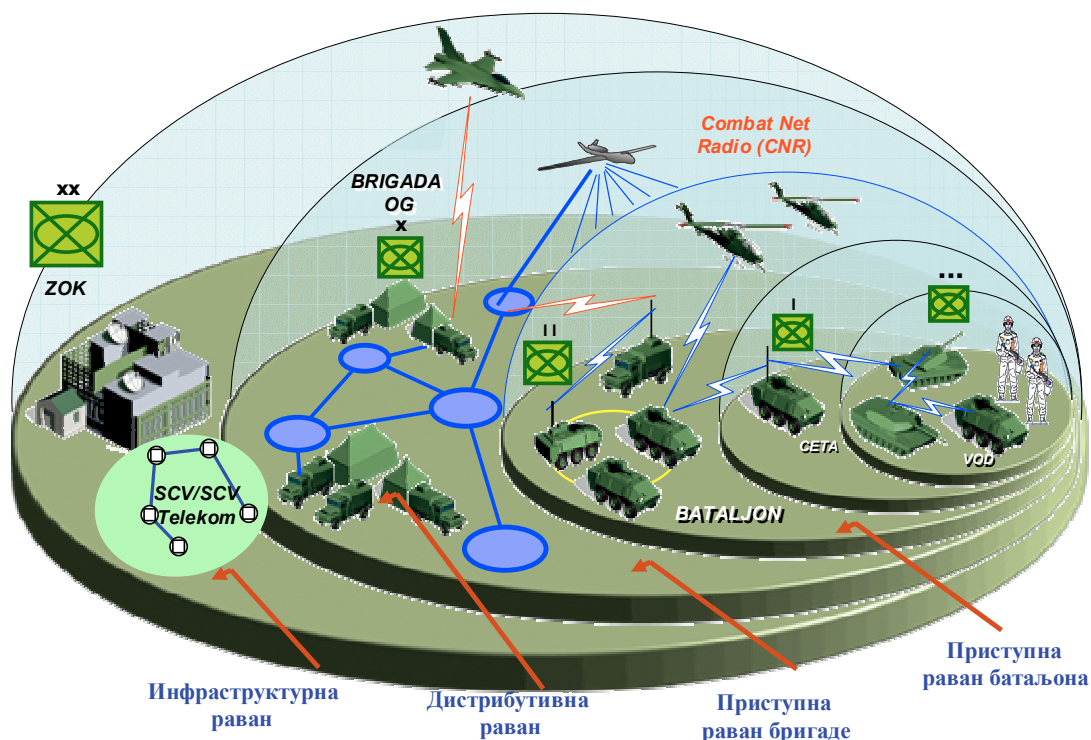 Combat Net
Radio (CNR)
xx
BRIGADA
OG
x
ZOK
...
I
II
CETA
VOD
SCV/SCV
Telekom
BATALJON
Приступна
раван батаљона
Инфраструктурна
раван
Дистрибутивна
раван
Приступна
раван бригаде